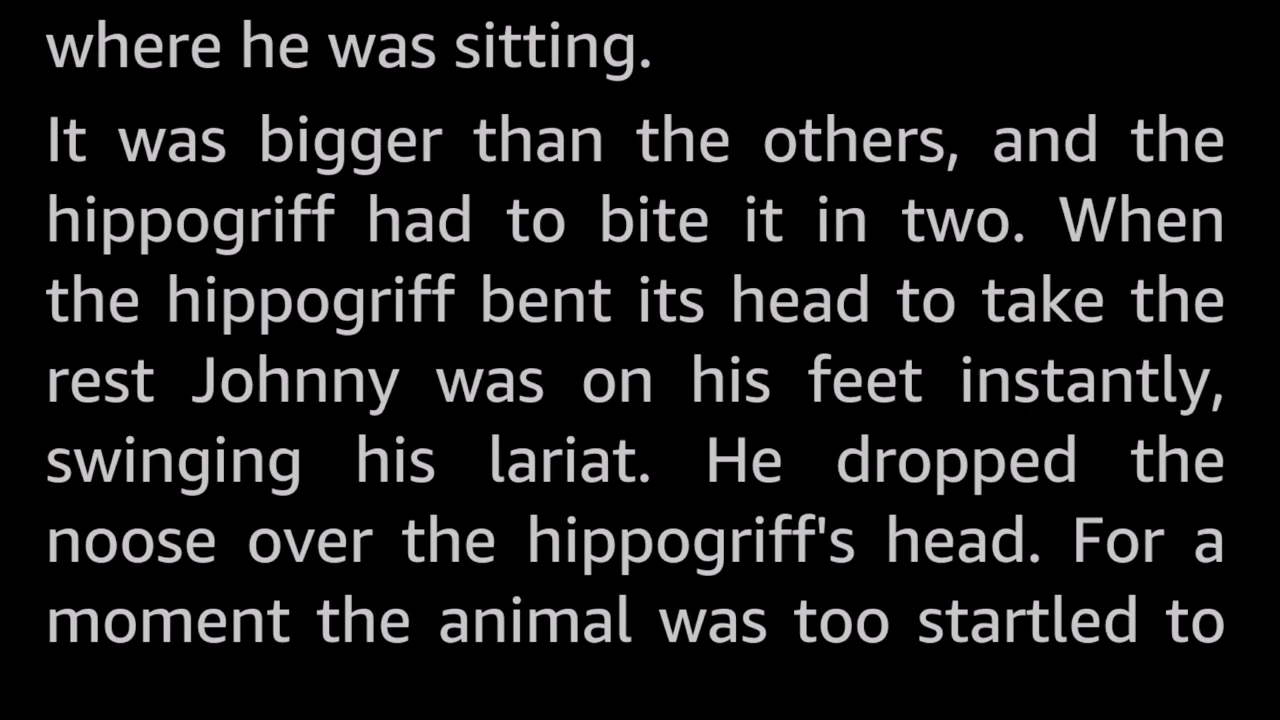 where he was sitting.
It was bigger than the others, and the
hippogriff had to bite it in two. When
the hippogriff bent its head to take the
rest Johnny was on his feet instantly,
swinging his lariat. He dropped the
noose over the hippogriff's head. For a
moment the animal was too startled to